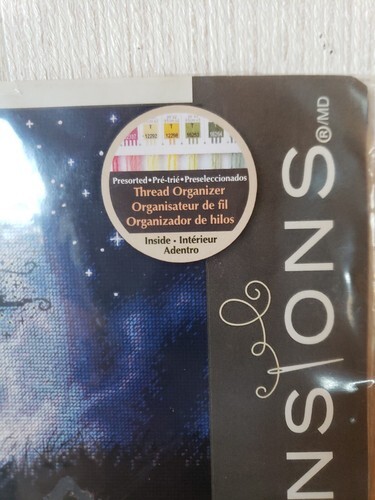 Presorted•Pré-trié•Preseleccionados
Thread Organizer
Organisateur de fil
Organizador de hilos
Inside • Intérieur
Adentro
NSIONS®/MD